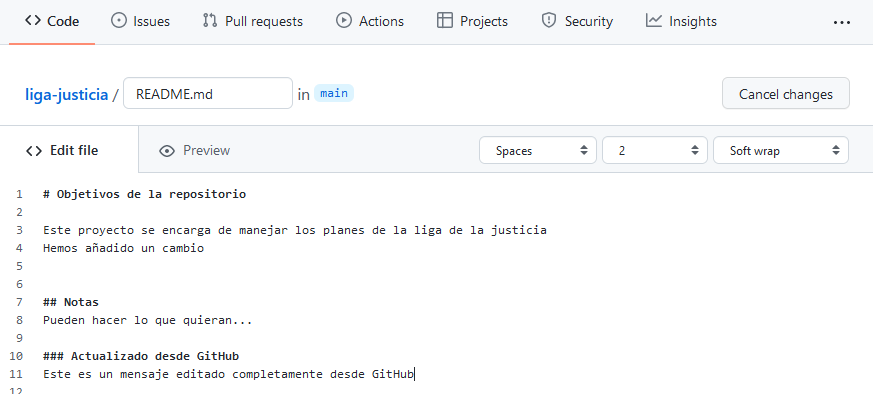 Code Issues Pull requests Actions Projects Security Insights ...
liga-justicia / README.md in main Cancel changes
Edit file Preview Spaces 2 Soft wrap
1 # Objetivos de la repositorio
2
3 Este proyecto se encarga de manejar los planes de la liga de la justicia
4 Hemos añadido un cambio
5
6
7 ## Notas
8 Pueden hacer lo que quieran...
9
10 ### Actualizado desde GitHub
11 Este es un mensaje editado completamente desde GitHub
12